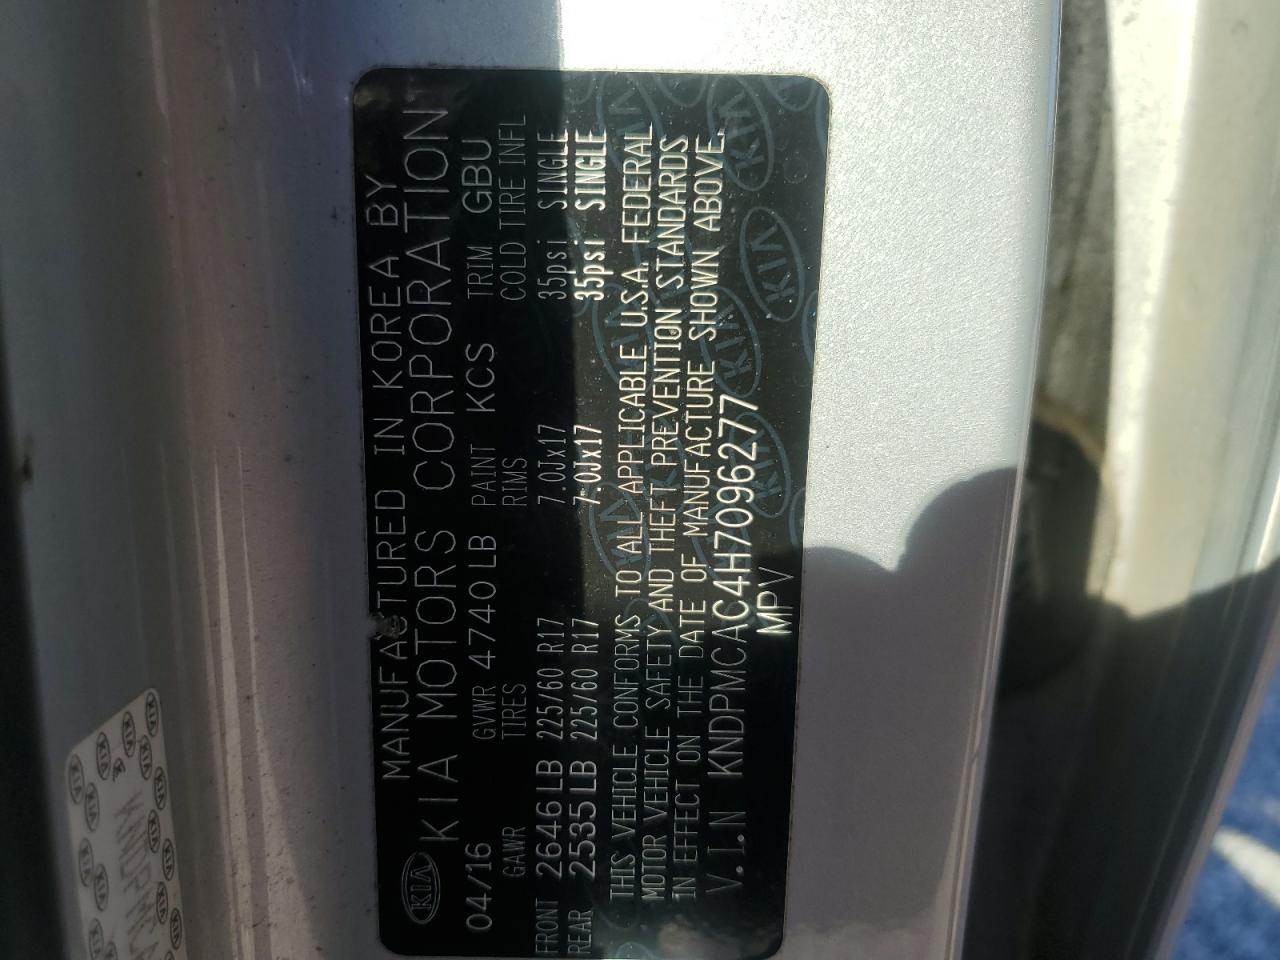 MANUFACTURED IN KOREA BY
KIA KIA MOTORS CORPORATION
04/16 GVWR 4740LB PAINT KCS TRIM GBU
GAWR TIRES RIMS COLD TIRE INFL
FRONT 2646LB 225/60 R17 7.0Jx17 35psi SINGLE
REAR 2535LB 225/60 R17 7.0Jx17 35psi SINGLE
THIS VEHICLE CONFORMS TO ALL APPLICABLE U.S.A. FEDERAL
MOTOR VEHICLE SAFETY AND THEFT PREVENTION STANDARDS
IN EFFECT ON THE DATE OF MANUFACTURE SHOWN ABOVE.
V.I.N KNDPMCAC4H7096277
MPV